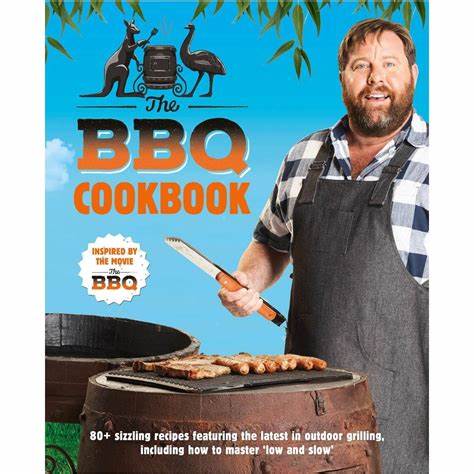 The
BBQ
COOKBOOK
INSPIRED BY
THE MOVIE
The
BBQ
80+ sizzling recipes featuring the latest in outdoor grilling,
including how to master 'low and slow'